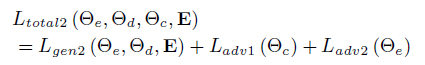 L_{total2} (Θ_e, Θ_d, Θ_c, E)
= L_{gen2} (Θ_e, Θ_d, E) + L_{adv1} (Θ_c) + L_{adv2} (Θ_e)